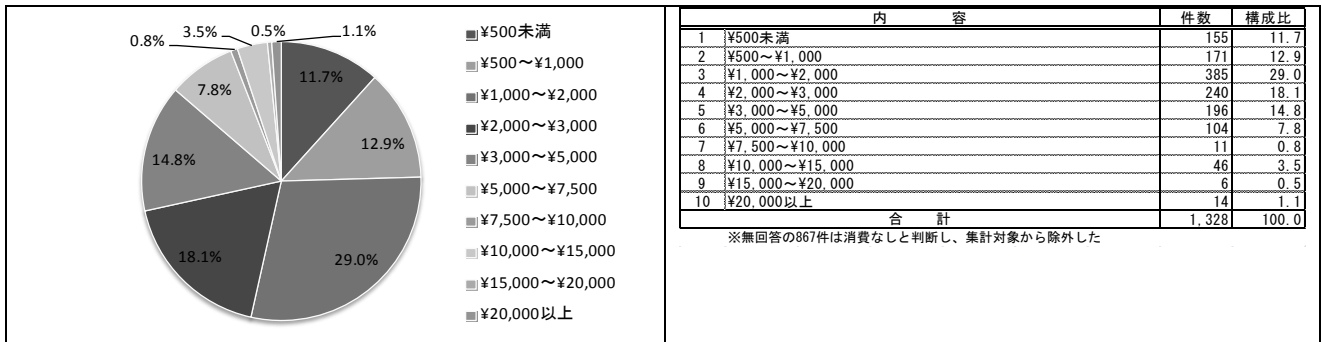 0.8%
3.5%
0.5%
1.1%
11.7%
12.9%
29.0%
18.1%
14.8%
7.8%
¥500未満
¥500～¥1,000
¥1,000～¥2,000
¥2,000～¥3,000
¥3,000～¥5,000
¥5,000～¥7,500
¥7,500～¥10,000
¥10,000～¥15,000
¥15,000～¥20,000
¥20,000以上
内 容 件数 構成比
1 ¥500未満 155 11.7
2 ¥500～¥1,000 171 12.9
3 ¥1,000～¥2,000 385 29.0
4 ¥2,000～¥3,000 240 18.1
5 ¥3,000～¥5,000 196 14.8
6 ¥5,000～¥7,500 104 7.8
7 ¥7,500～¥10,000 11 0.8
8 ¥10,000～¥15,000 46 3.5
9 ¥15,000～¥20,000 6 0.5
10 ¥20,000以上 14 1.1
合 計 1,328 100.0
※無回答の867件は消費なしと判断し、集計対象から除外した